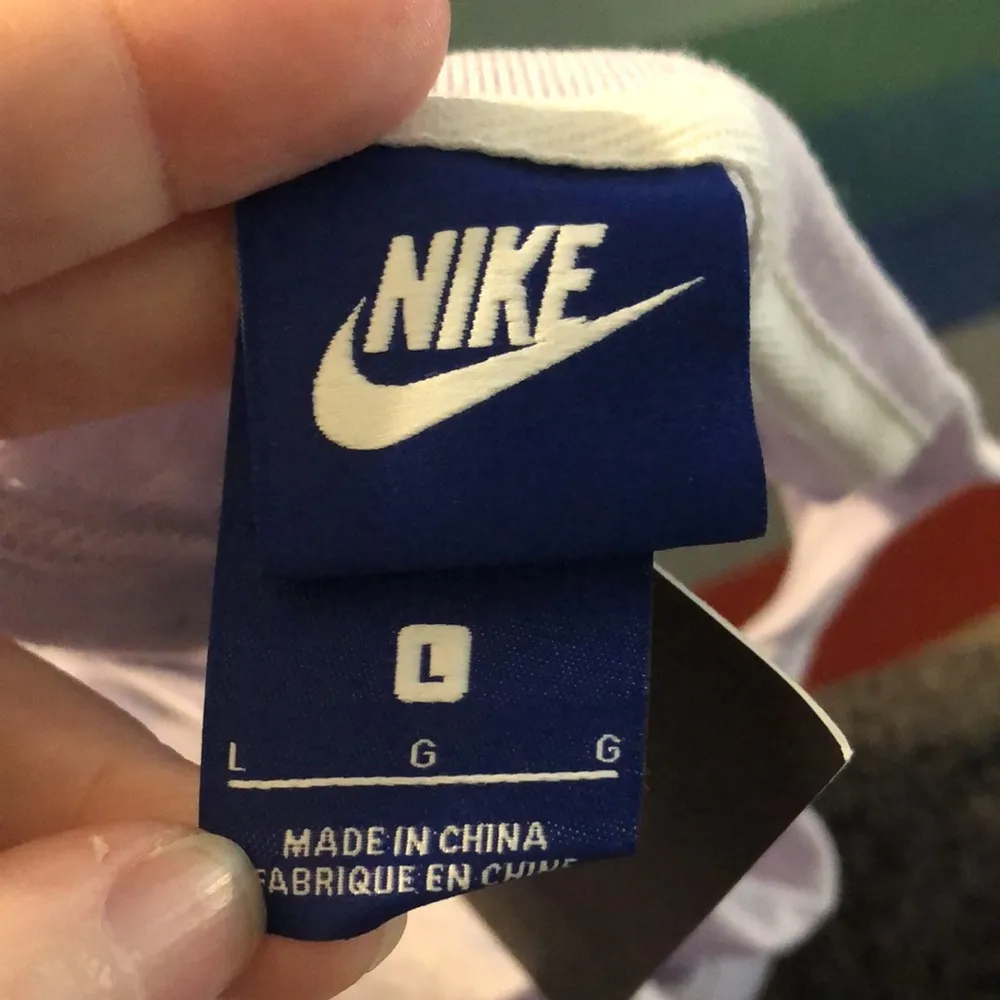 NIKE
L
L G G
MADE IN CHINA
FABRIQUE EN CHINE